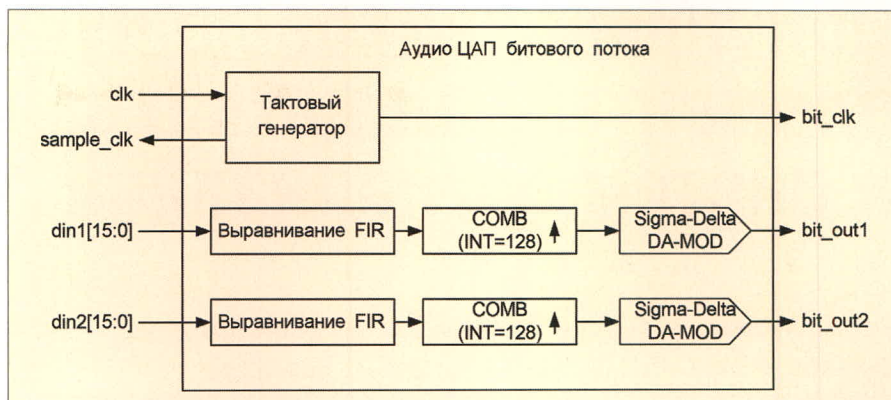 Аудио ЦАП битового потока
clk
Тактовый
генератор
bit_clk
sample_clk
din1[15:0]
Выравнивание FIR
COMB
(INT=128)
Sigma-Delta
DA-MOD
bit_out1
din2[15:0]
Выравнивание FIR
COMB
(INT=128)
Sigma-Delta
DA-MOD
bit_out2